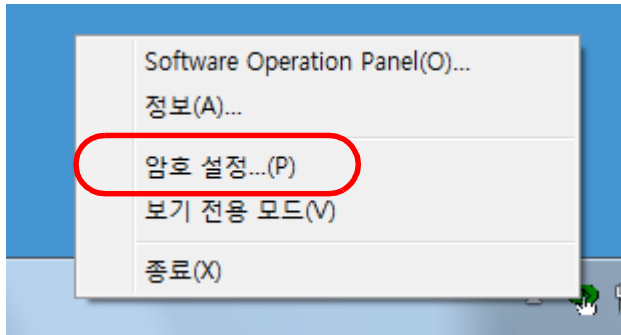 Software Operation Panel(O)...
정보(A)...
암호 설정...(P)
보기 전용 모드(V)
종료(X)